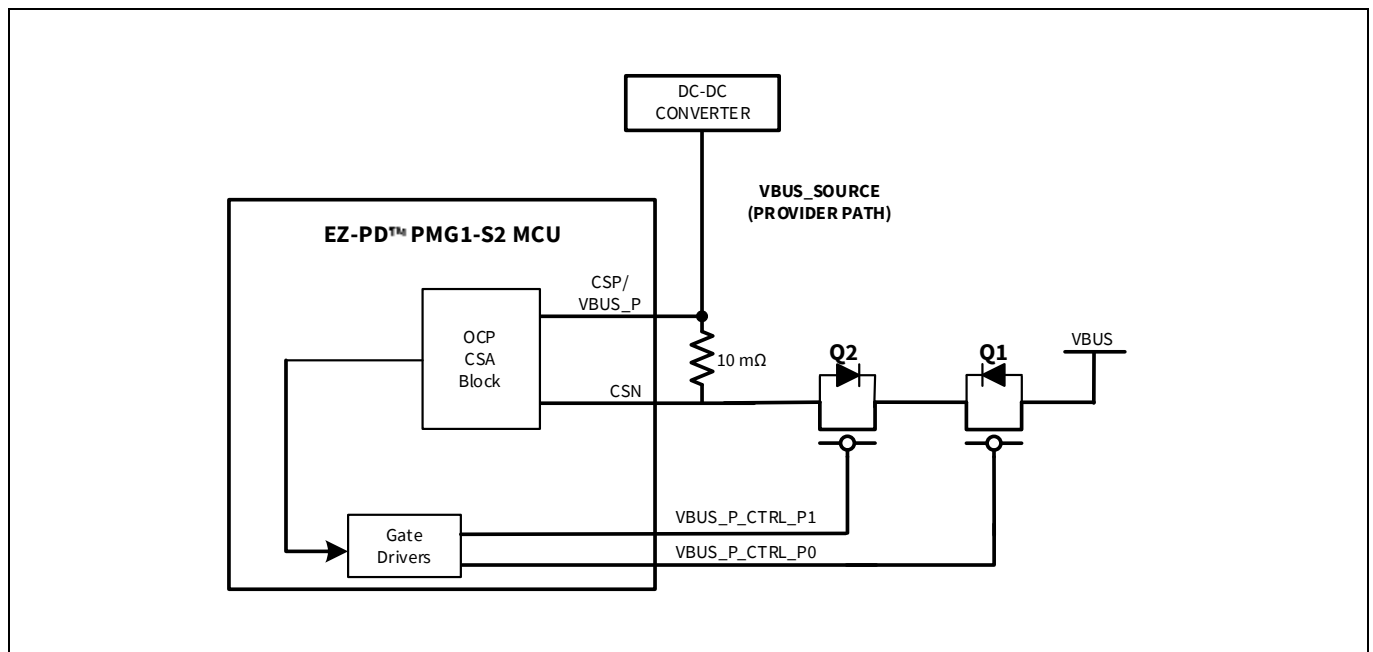 DC-DC
CONVERTER
VBUS_SOURCE
(PROVIDER PATH)
EZ-PD™ PMG1-S2 MCU
CSP/
VBUS_P
OCP
CSA
Block
10 mΩ
Q2
Q1
VBUS
CSN
VBUS_P_CTRL_P1
Gate
Drivers
VBUS_P_CTRL_P0